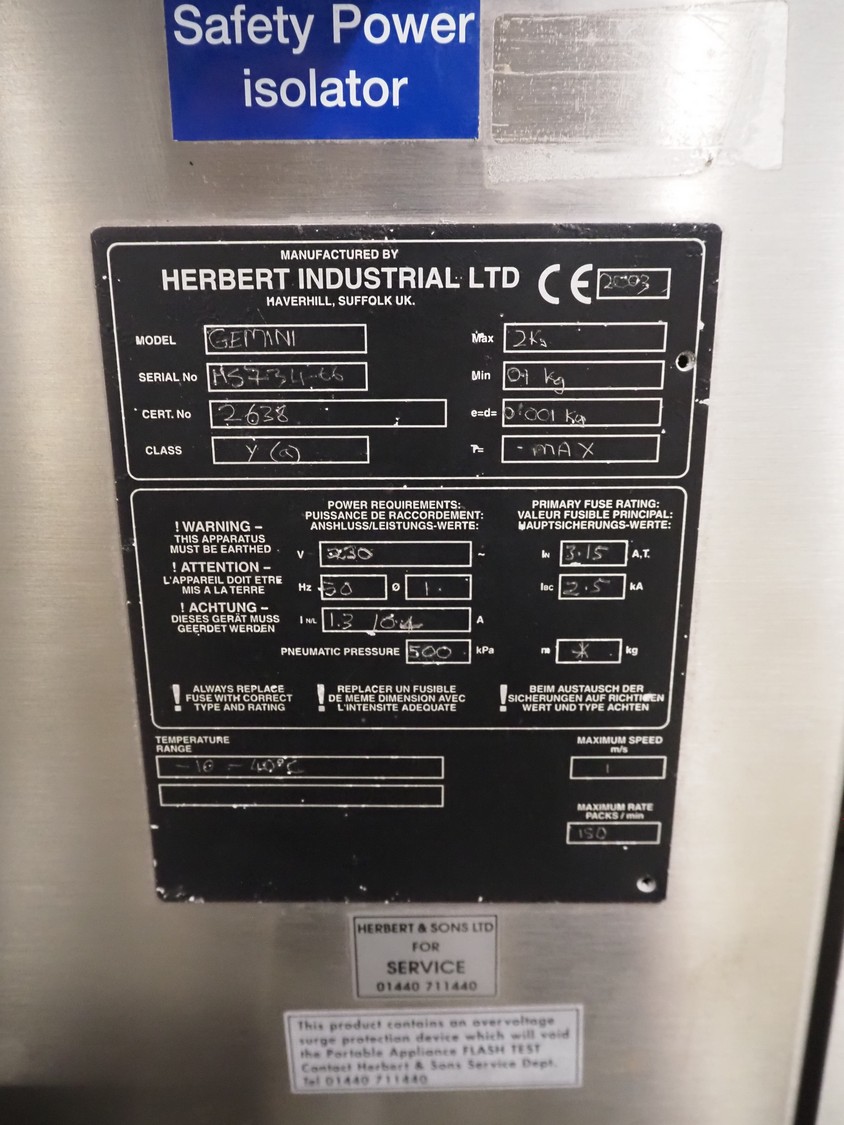 Safety Power
isolator
MANUFACTURED BY
HERBERT INDUSTRIAL LTD CE 2003
HAVERHILL, SUFFOLK UK.
MODEL GEMINI Max 2Kg
SERIAL No Min 0.1 kg
CERT. No 2638 e=d= 0.001 kg
CLASS Y (a) T= - MAX
POWER REQUIREMENTS: PRIMARY FUSE RATING:
PUISSANCE DE RACCORDEMENT: VALEUR FUSIBLE PRINCIPAL:
ANSHLUSS/LEISTUNGS-WERTE: HAUPTSICHERUNGS-WERTE:
! WARNING –
THIS APPARATUS
MUST BE EARTHED
! ATTENTION –
L'APPAREIL DOIT ETRE
MIS A LA TERRE
! ACHTUNG –
DIESES GERÄT MUSS
GEERDET WERDEN
V 230 ~ IN 3.15 A,T.
Hz 50 Ø 1. IBC 2.5 kA
I N/L 1.3 A
PNEUMATIC PRESSURE 500 kPa m * kg
! ALWAYS REPLACE
FUSE WITH CORRECT
TYPE AND RATING
! REPLACER UN FUSIBLE
DE MEME DIMENSION AVEC
L'INTENSITE ADEQUATE
! BEIM AUSTAUSCH DER
SICHERUNGEN AUF RICHTIGEN
WERT UND TYPE ACHTEN
TEMPERATURE
RANGE
-10 - 40°C
MAXIMUM SPEED
m/s
1
MAXIMUM RATE
PACKS / min
150
HERBERT & SONS LTD
FOR
SERVICE
01440 711440
This product contains an overvoltage
surge protection device which will void
the Portable Appliance FLASH TEST
Contact Herbert & Sons Service Dept.
Tel 01440 711440